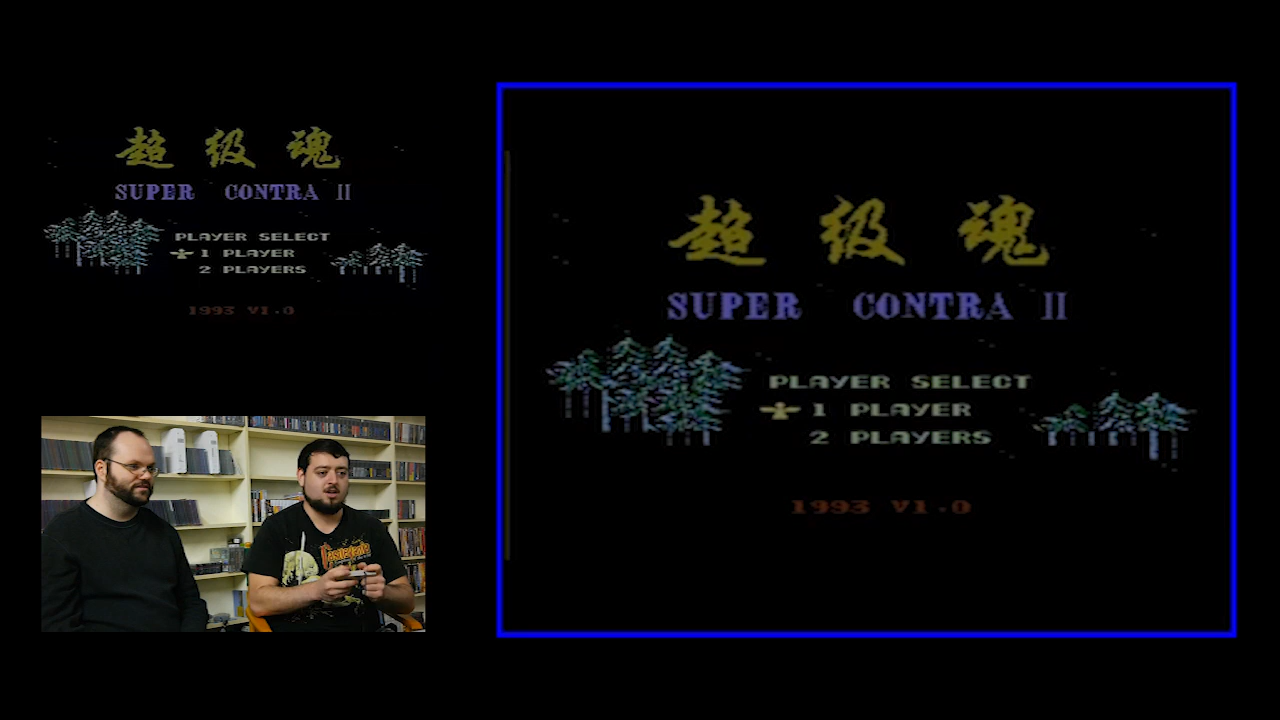 超级魂
SUPER CONTRA II
PLAYER SELECT
1 PLAYER
2 PLAYERS
1993 V1.0
超级魂
SUPER CONTRA II
PLAYER SELECT
1 PLAYER
2 PLAYERS
1993 V1.0